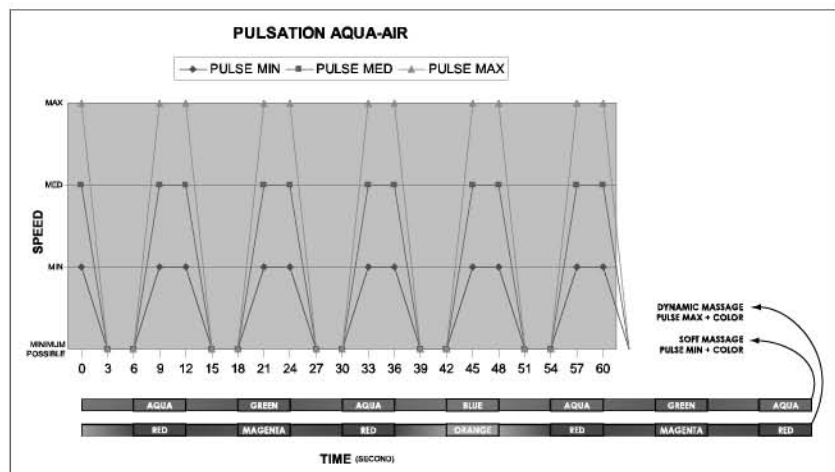 PULSATION AQUA-AIR
PULSE MIN PULSE MED PULSE MAX
MAX
MED
MIN
MINIMUM
POSSIBLE
SPEED
0 3 6 9 12 15 18 21 24 27 30 33 36 39 42 45 48 51 54 57 60
DYNAMIC MASSAGE
PULSE MAX + COLOR
SOFT MASSAGE
PULSE MIN + COLOR
AQUA GREEN AQUA BLUE AQUA GREEN AQUA
RED MAGENTA RED ORANGE RED MAGENTA RED
TIME (SECOND)